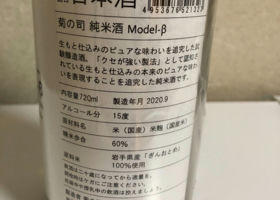 日本酒
4953676521322
菊の司 純米酒 Model-β
生もと仕込みのピュアな味わいを追究した試
験醸造酒。「クセが強い製法」として認知さ
れている生もと仕込みの本来のピュアな味わいを
表現することを追究した純米酒です。
内容量720ml 製造年月 2020.9
アルコール分 15度
原材料名 米(国産)米麹(国産米)
精米歩合 60%
原料米 岩手県産「ぎんおとめ」
100%使用